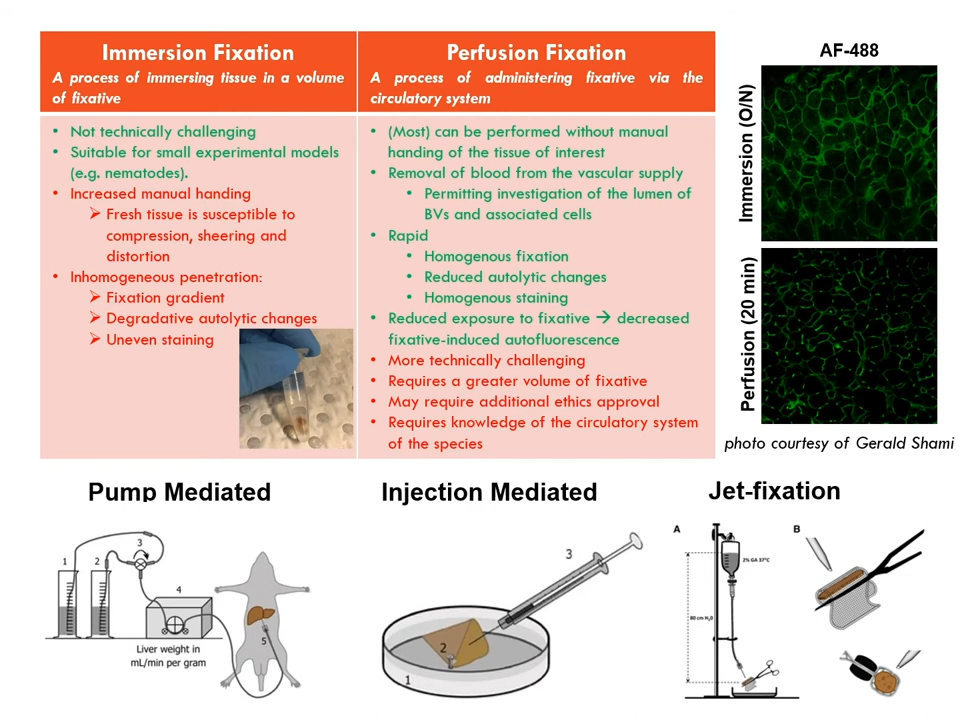 Immersion Fixation
A process of immersing tissue in a volume
of fixative
Perfusion Fixation
A process of administering fixative via the
circulatory system
• Not technically challenging
• Suitable for small experimental models
(e.g. nematodes).
• Increased manual handing
➢ Fresh tissue is susceptible to
compression, sheering and
distortion
• Inhomogeneous penetration:
➢ Fixation gradient
➢ Degradative autolytic changes
➢ Uneven staining
• (Most) can be performed without manual
handing of the tissue of interest
• Removal of blood from the vascular supply
• Permitting investigation of the lumen of
BVs and associated cells
• Rapid
• Homogenous fixation
• Reduced autolytic changes
• Homogenous staining
• Reduced exposure to fixative → decreased
fixative-induced autofluorescence
• More technically challenging
• Requires a greater volume of fixative
• May require additional ethics approval
• Requires knowledge of the circulatory system
of the species
AF-488
Immersion (O/N)
Perfusion (20 min)
photo courtesy of Gerald Shami
Pump Mediated
1
2
3
4
5
Liver weight in
mL/min per gram
Injection Mediated
1
2
3
Jet-fixation
A
2% GA 37°C
80 cm H₂O
B